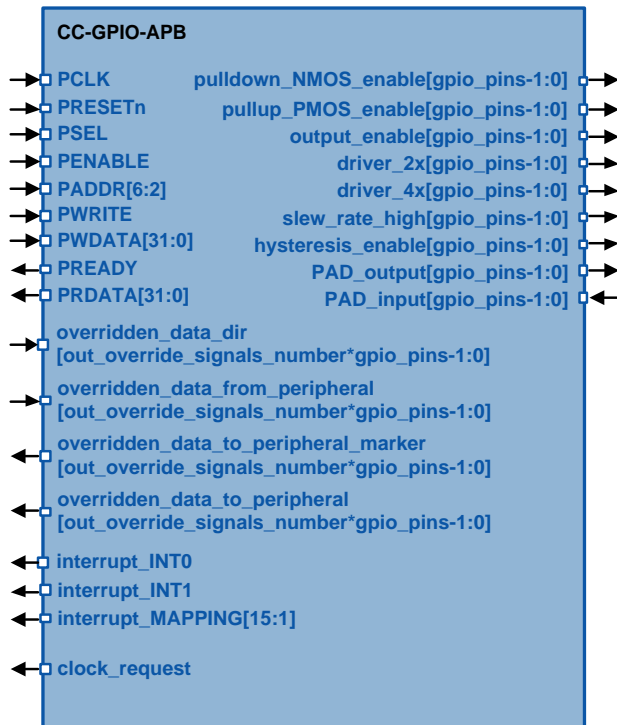 CC-GPIO-APB
PCLK
PRESETn
PSEL
PENABLE
PADDR[6:2]
PWRITE
PWDATA[31:0]
PREADY
PRDATA[31:0]
pulldown_NMOS_enable[gpio_pins-1:0]
pullup_PMOS_enable[gpio_pins-1:0]
output_enable[gpio_pins-1:0]
driver_2x[gpio_pins-1:0]
driver_4x[gpio_pins-1:0]
slew_rate_high[gpio_pins-1:0]
hysteresis_enable[gpio_pins-1:0]
PAD_output[gpio_pins-1:0]
PAD_input[gpio_pins-1:0]
overridden_data_dir
[out_override_signals_number*gpio_pins-1:0]
overridden_data_from_peripheral
[out_override_signals_number*gpio_pins-1:0]
overridden_data_to_peripheral_marker
[out_override_signals_number*gpio_pins-1:0]
overridden_data_to_peripheral
[out_override_signals_number*gpio_pins-1:0]
interrupt_INT0
interrupt_INT1
interrupt_MAPPING[15:1]
clock_request